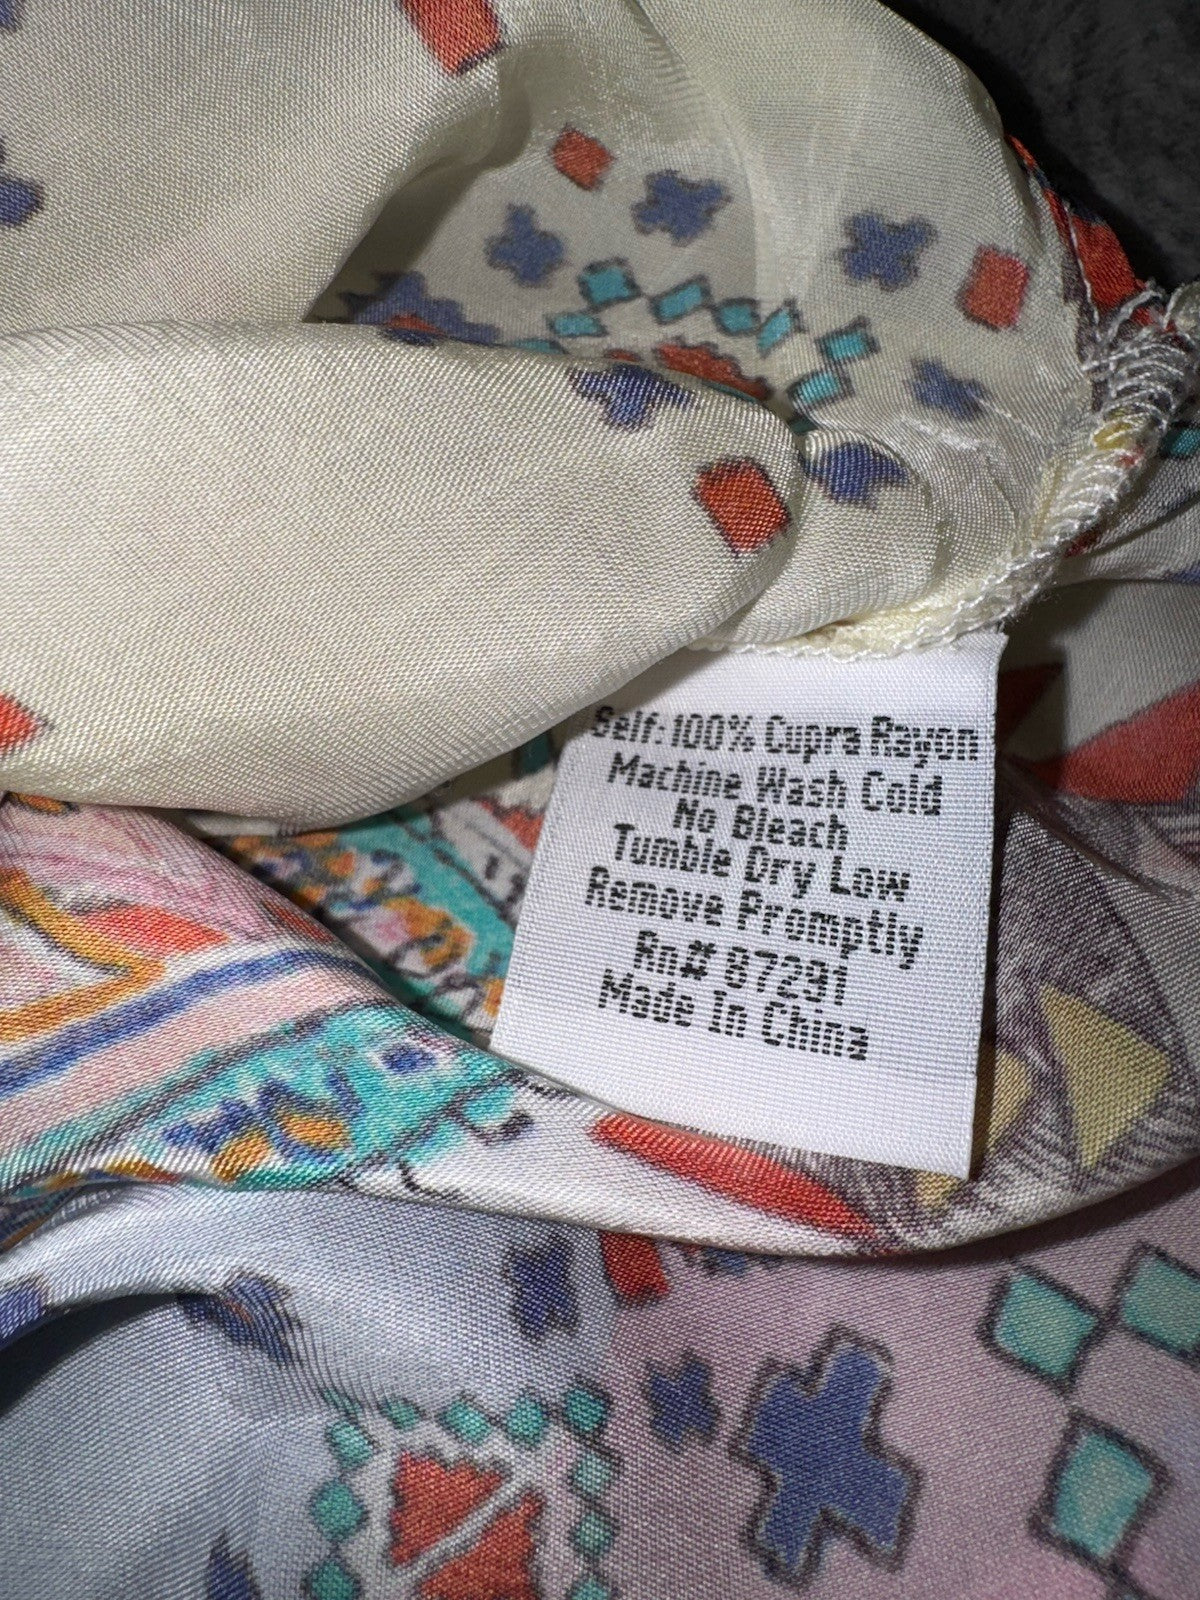 Self: 100% Cupra Rayon
Machine Wash Cold
No Bleach
Tumble Dry Low
Remove Promptly
Rn# 87291
Made In China